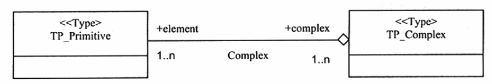 <<Type>>
TP_Primitive
+element
+complex
1..n
Complex
1..n
<<Type>>
TP_Complex